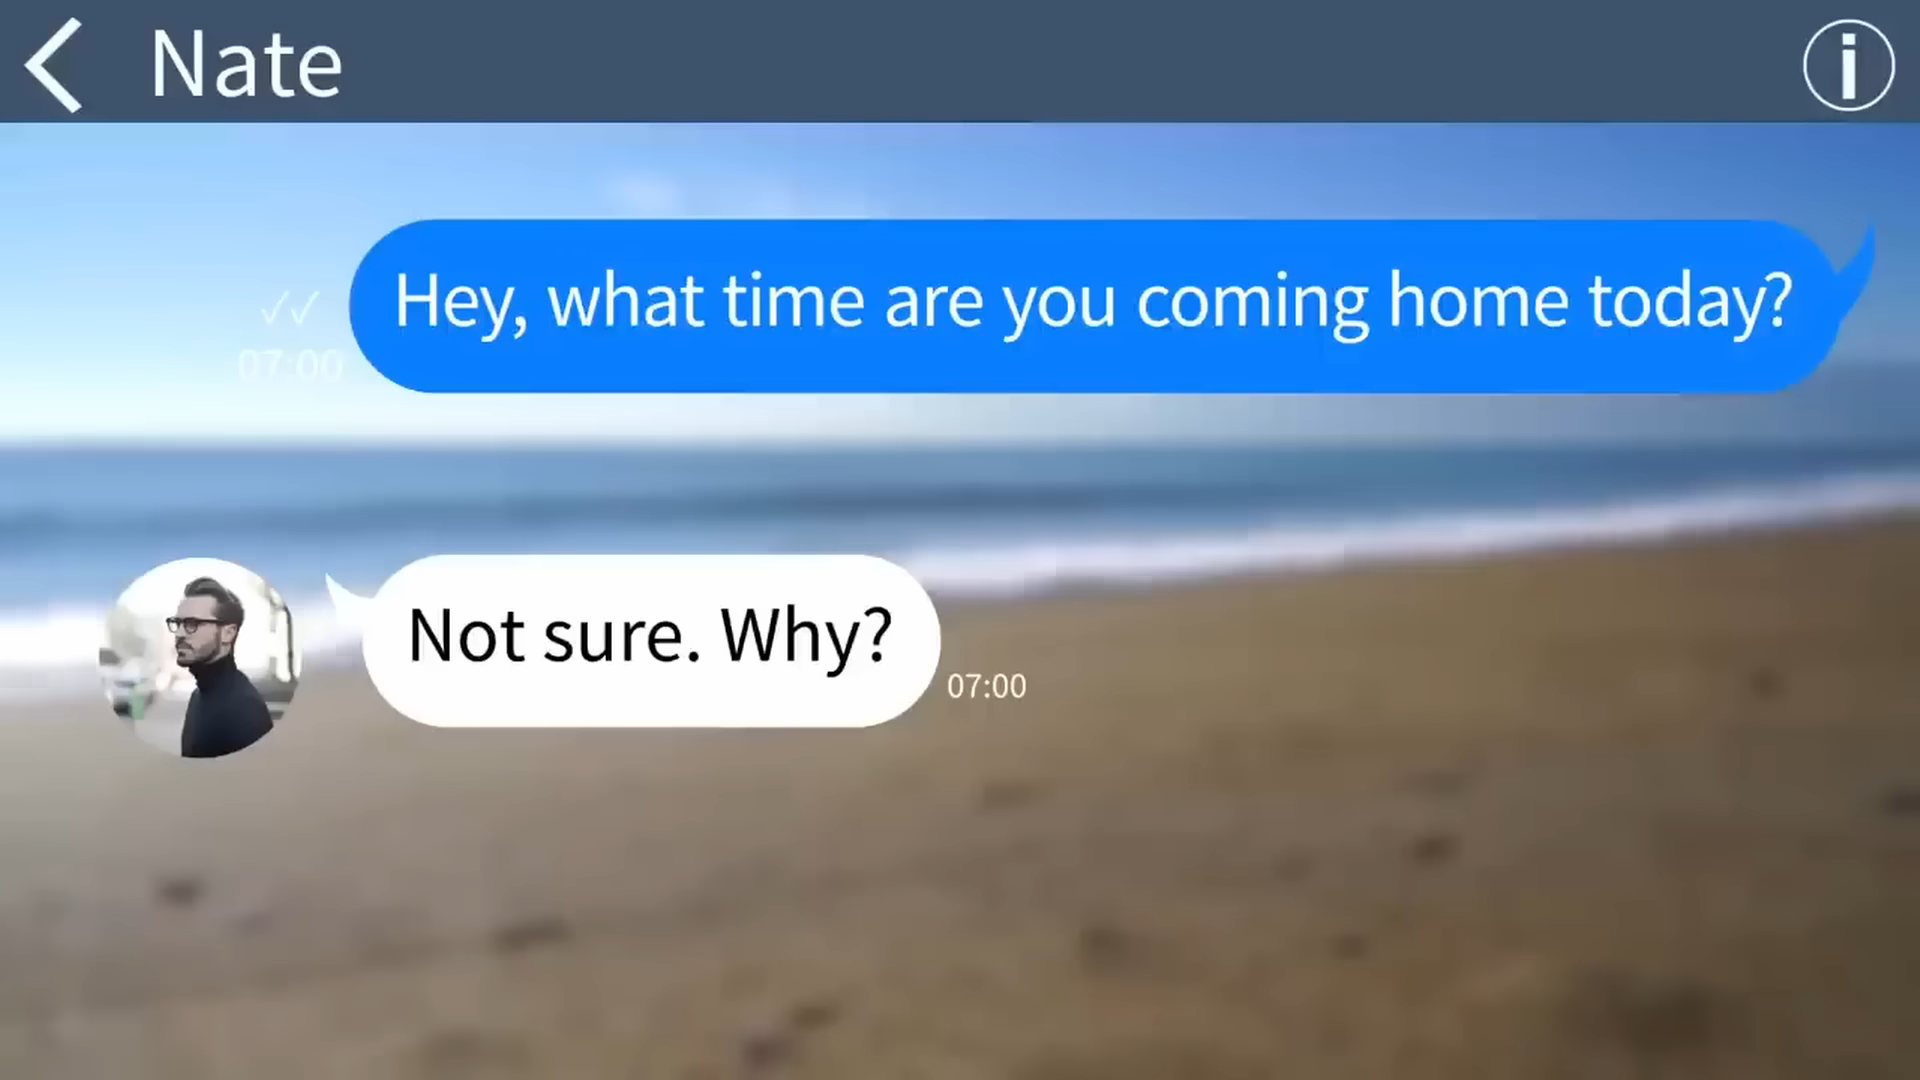 Nate
Hey, what time are you coming home today?
✓✓
07:00
Not sure. Why?
07:00